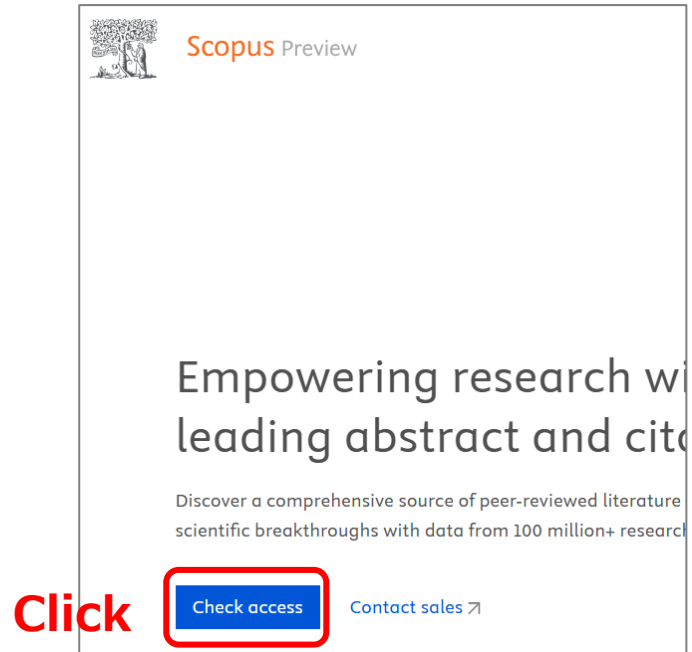 Scopus Preview
Empowering research wi
leading abstract and cit
Discover a comprehensive source of peer-reviewed literature
scientific breakthroughs with data from 100 million+ research
Click
Check access
Contact sales